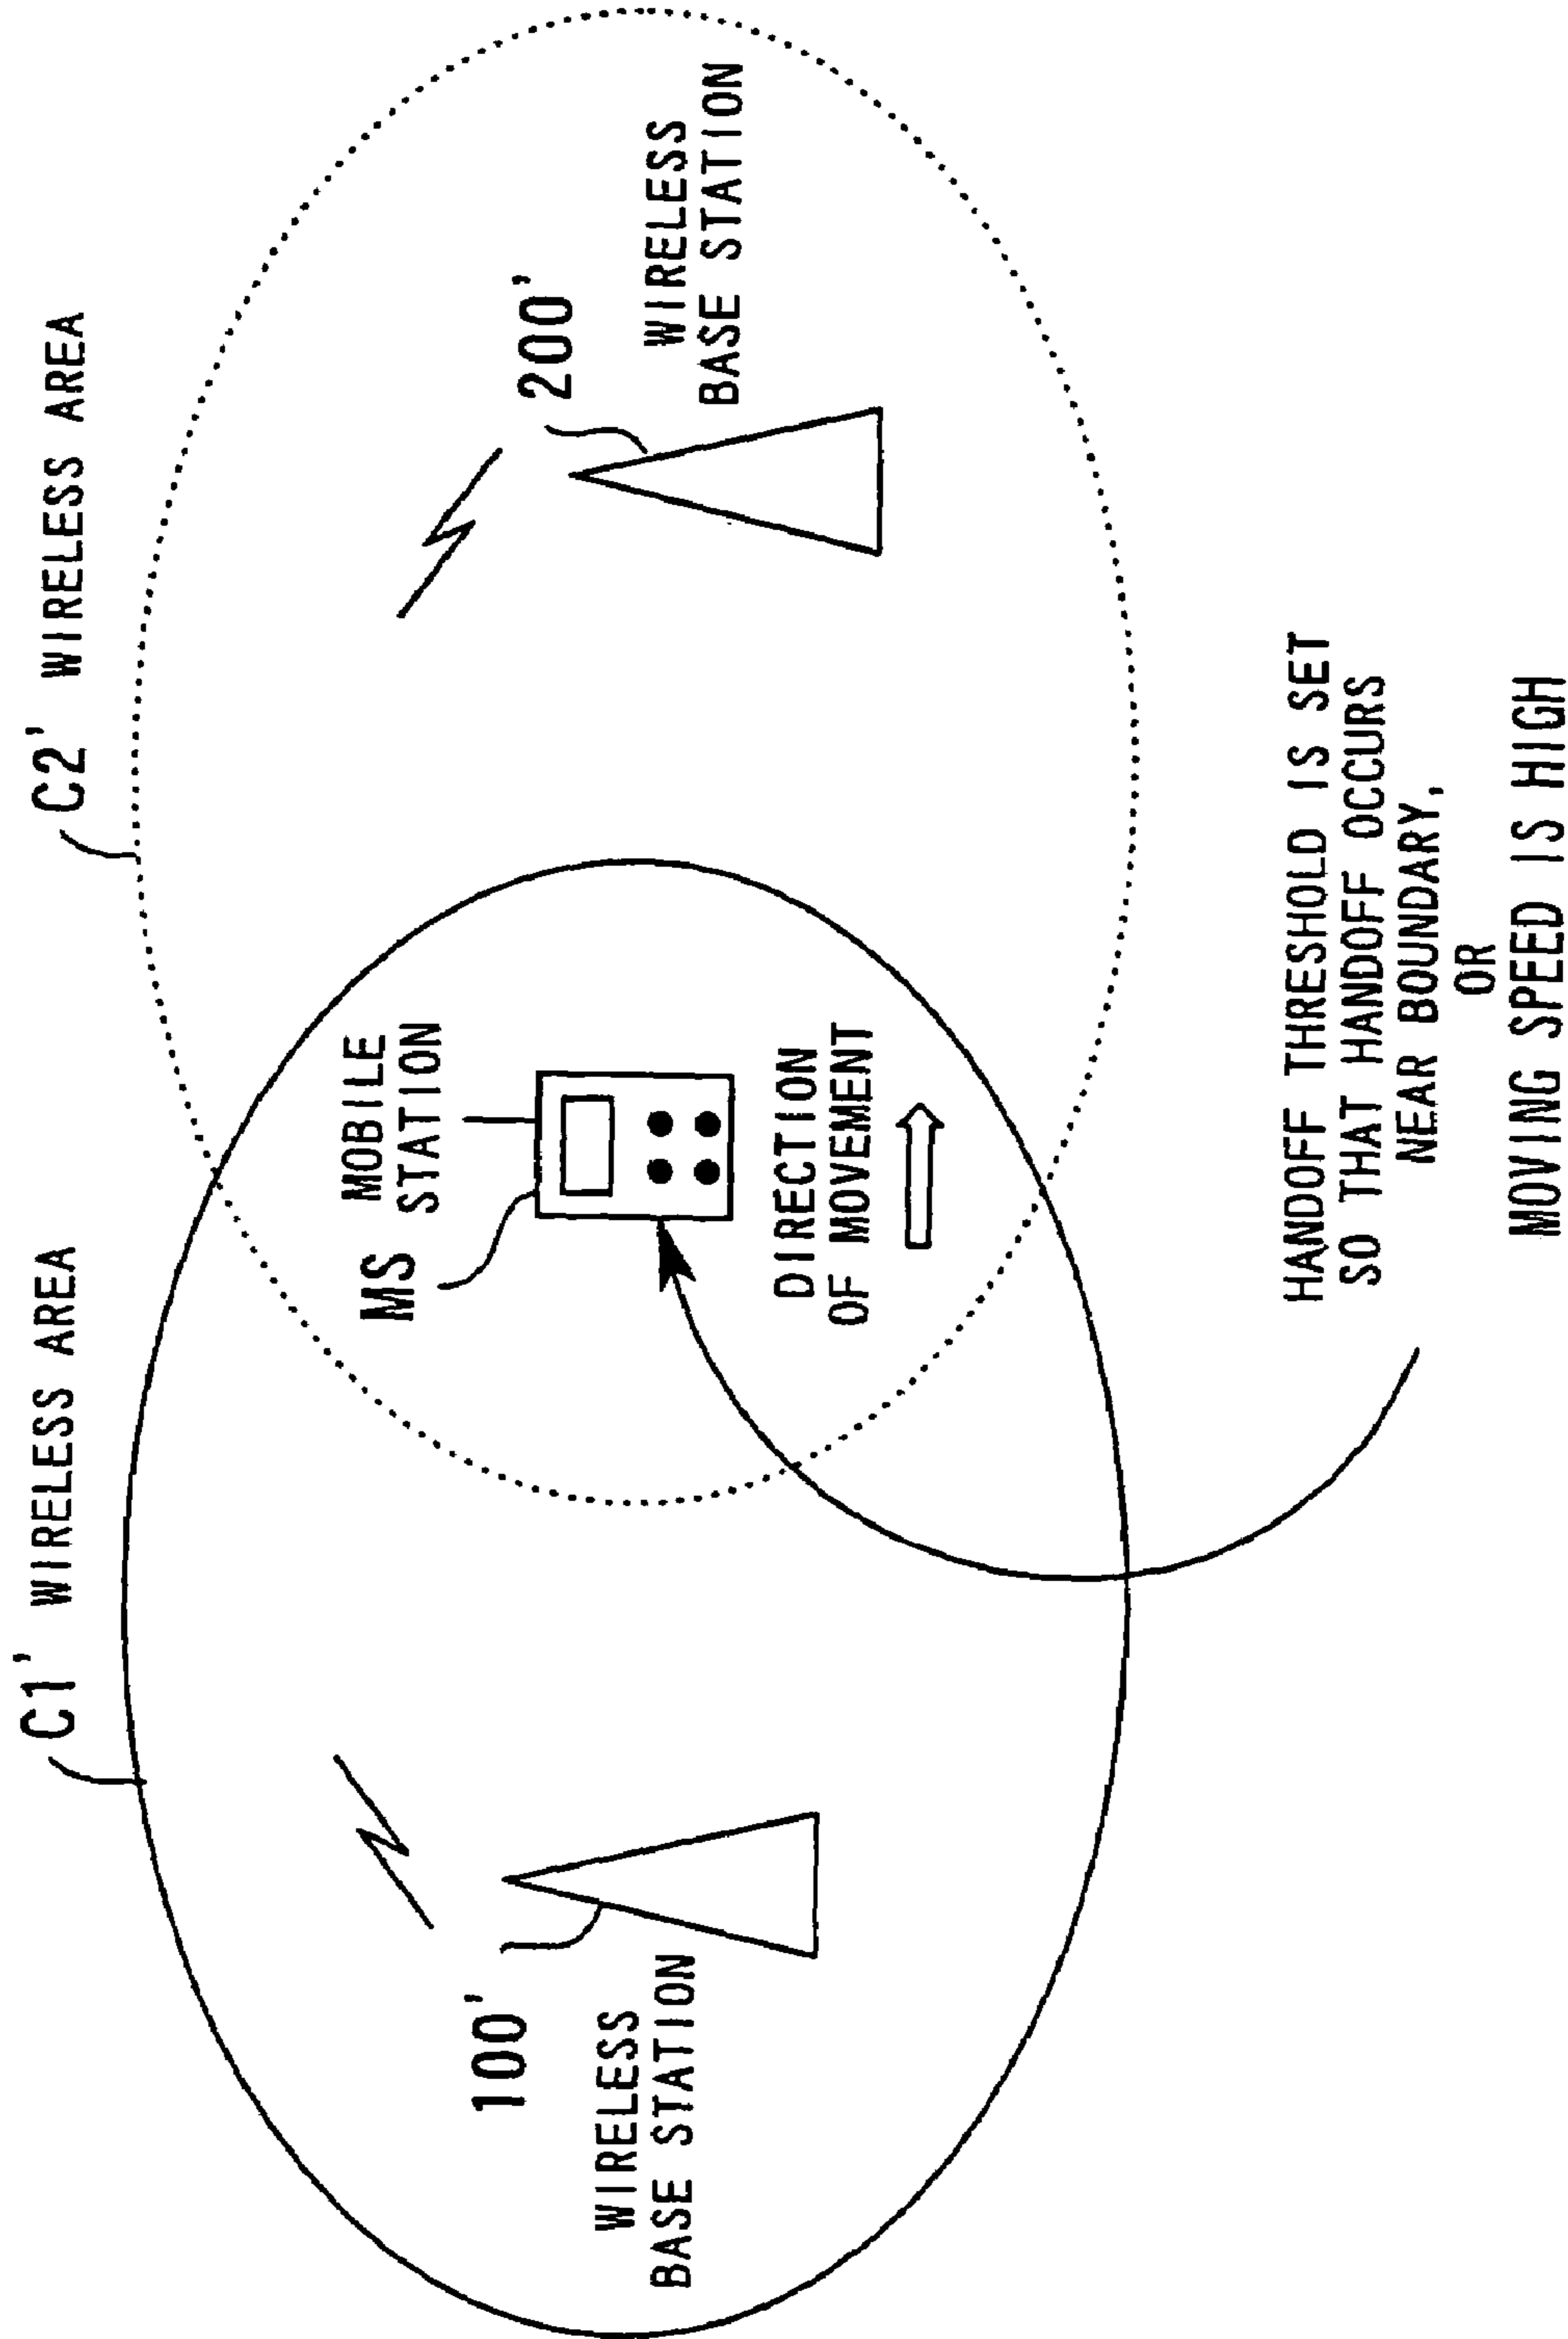 C1' WIRELESS AREA
C2' WIRELESS AREA
MS
MOBILE
STATION
100'
WIRELESS
BASE STATION
200'
WIRELESS
BASE STATION
DIRECTION
OF MOVEMENT
HANDOFF THRESHOLD IS SET
SO THAT HANDOFF OCCURS
NEAR BOUNDARY,
OR
MOVING SPEED IS HIGH